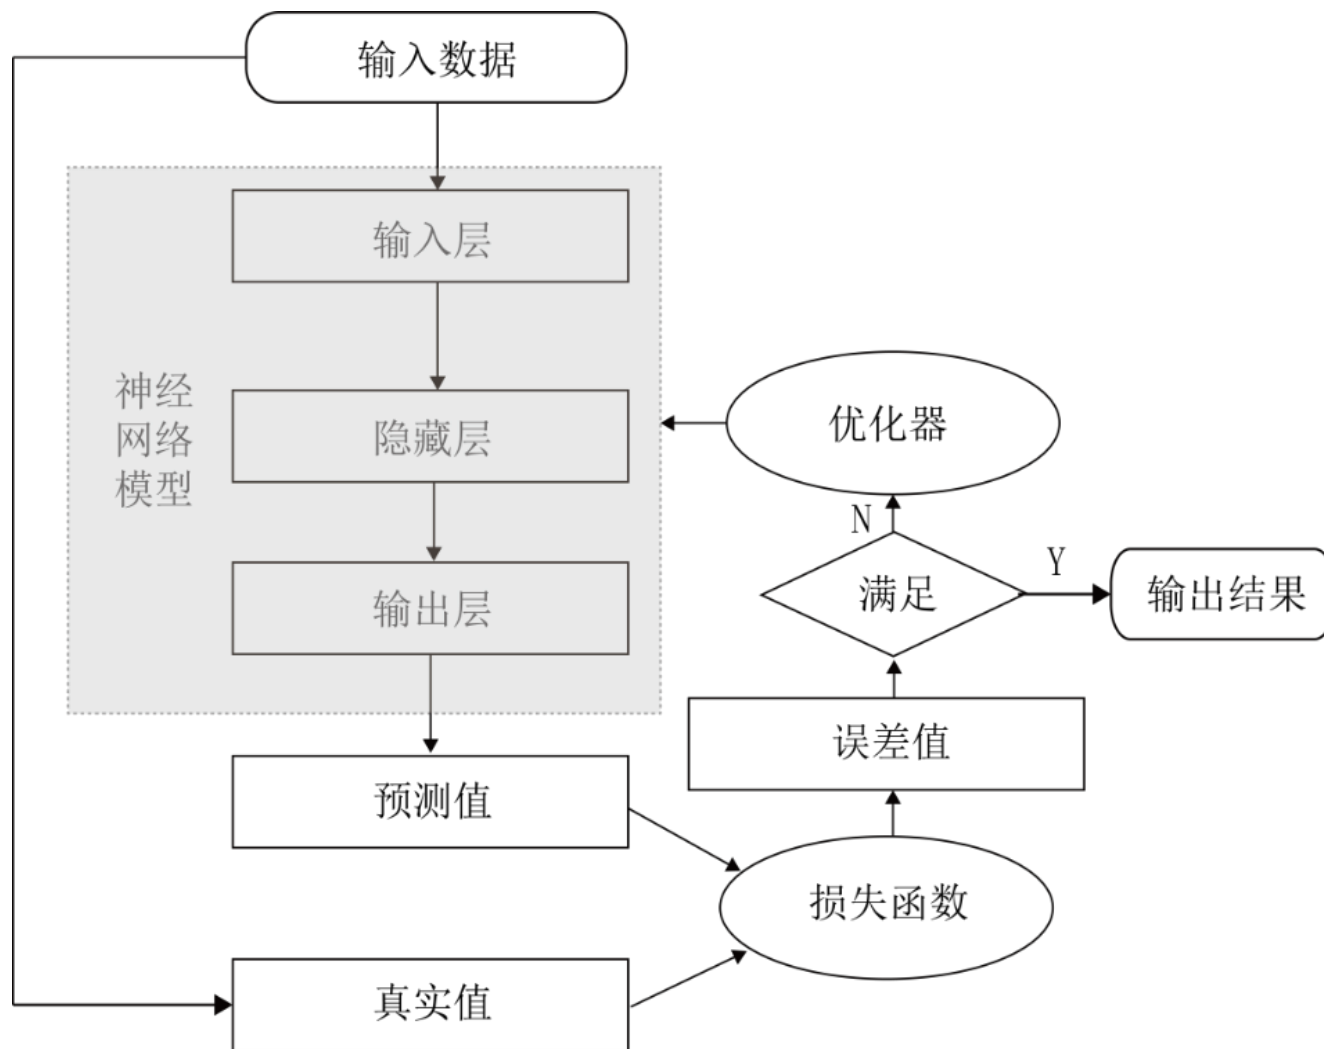 输入数据
输入层
神经
网络
模型
隐藏层
优化器
N
满足
Y
输出结果
输出层
误差值
预测值
损失函数
真实值